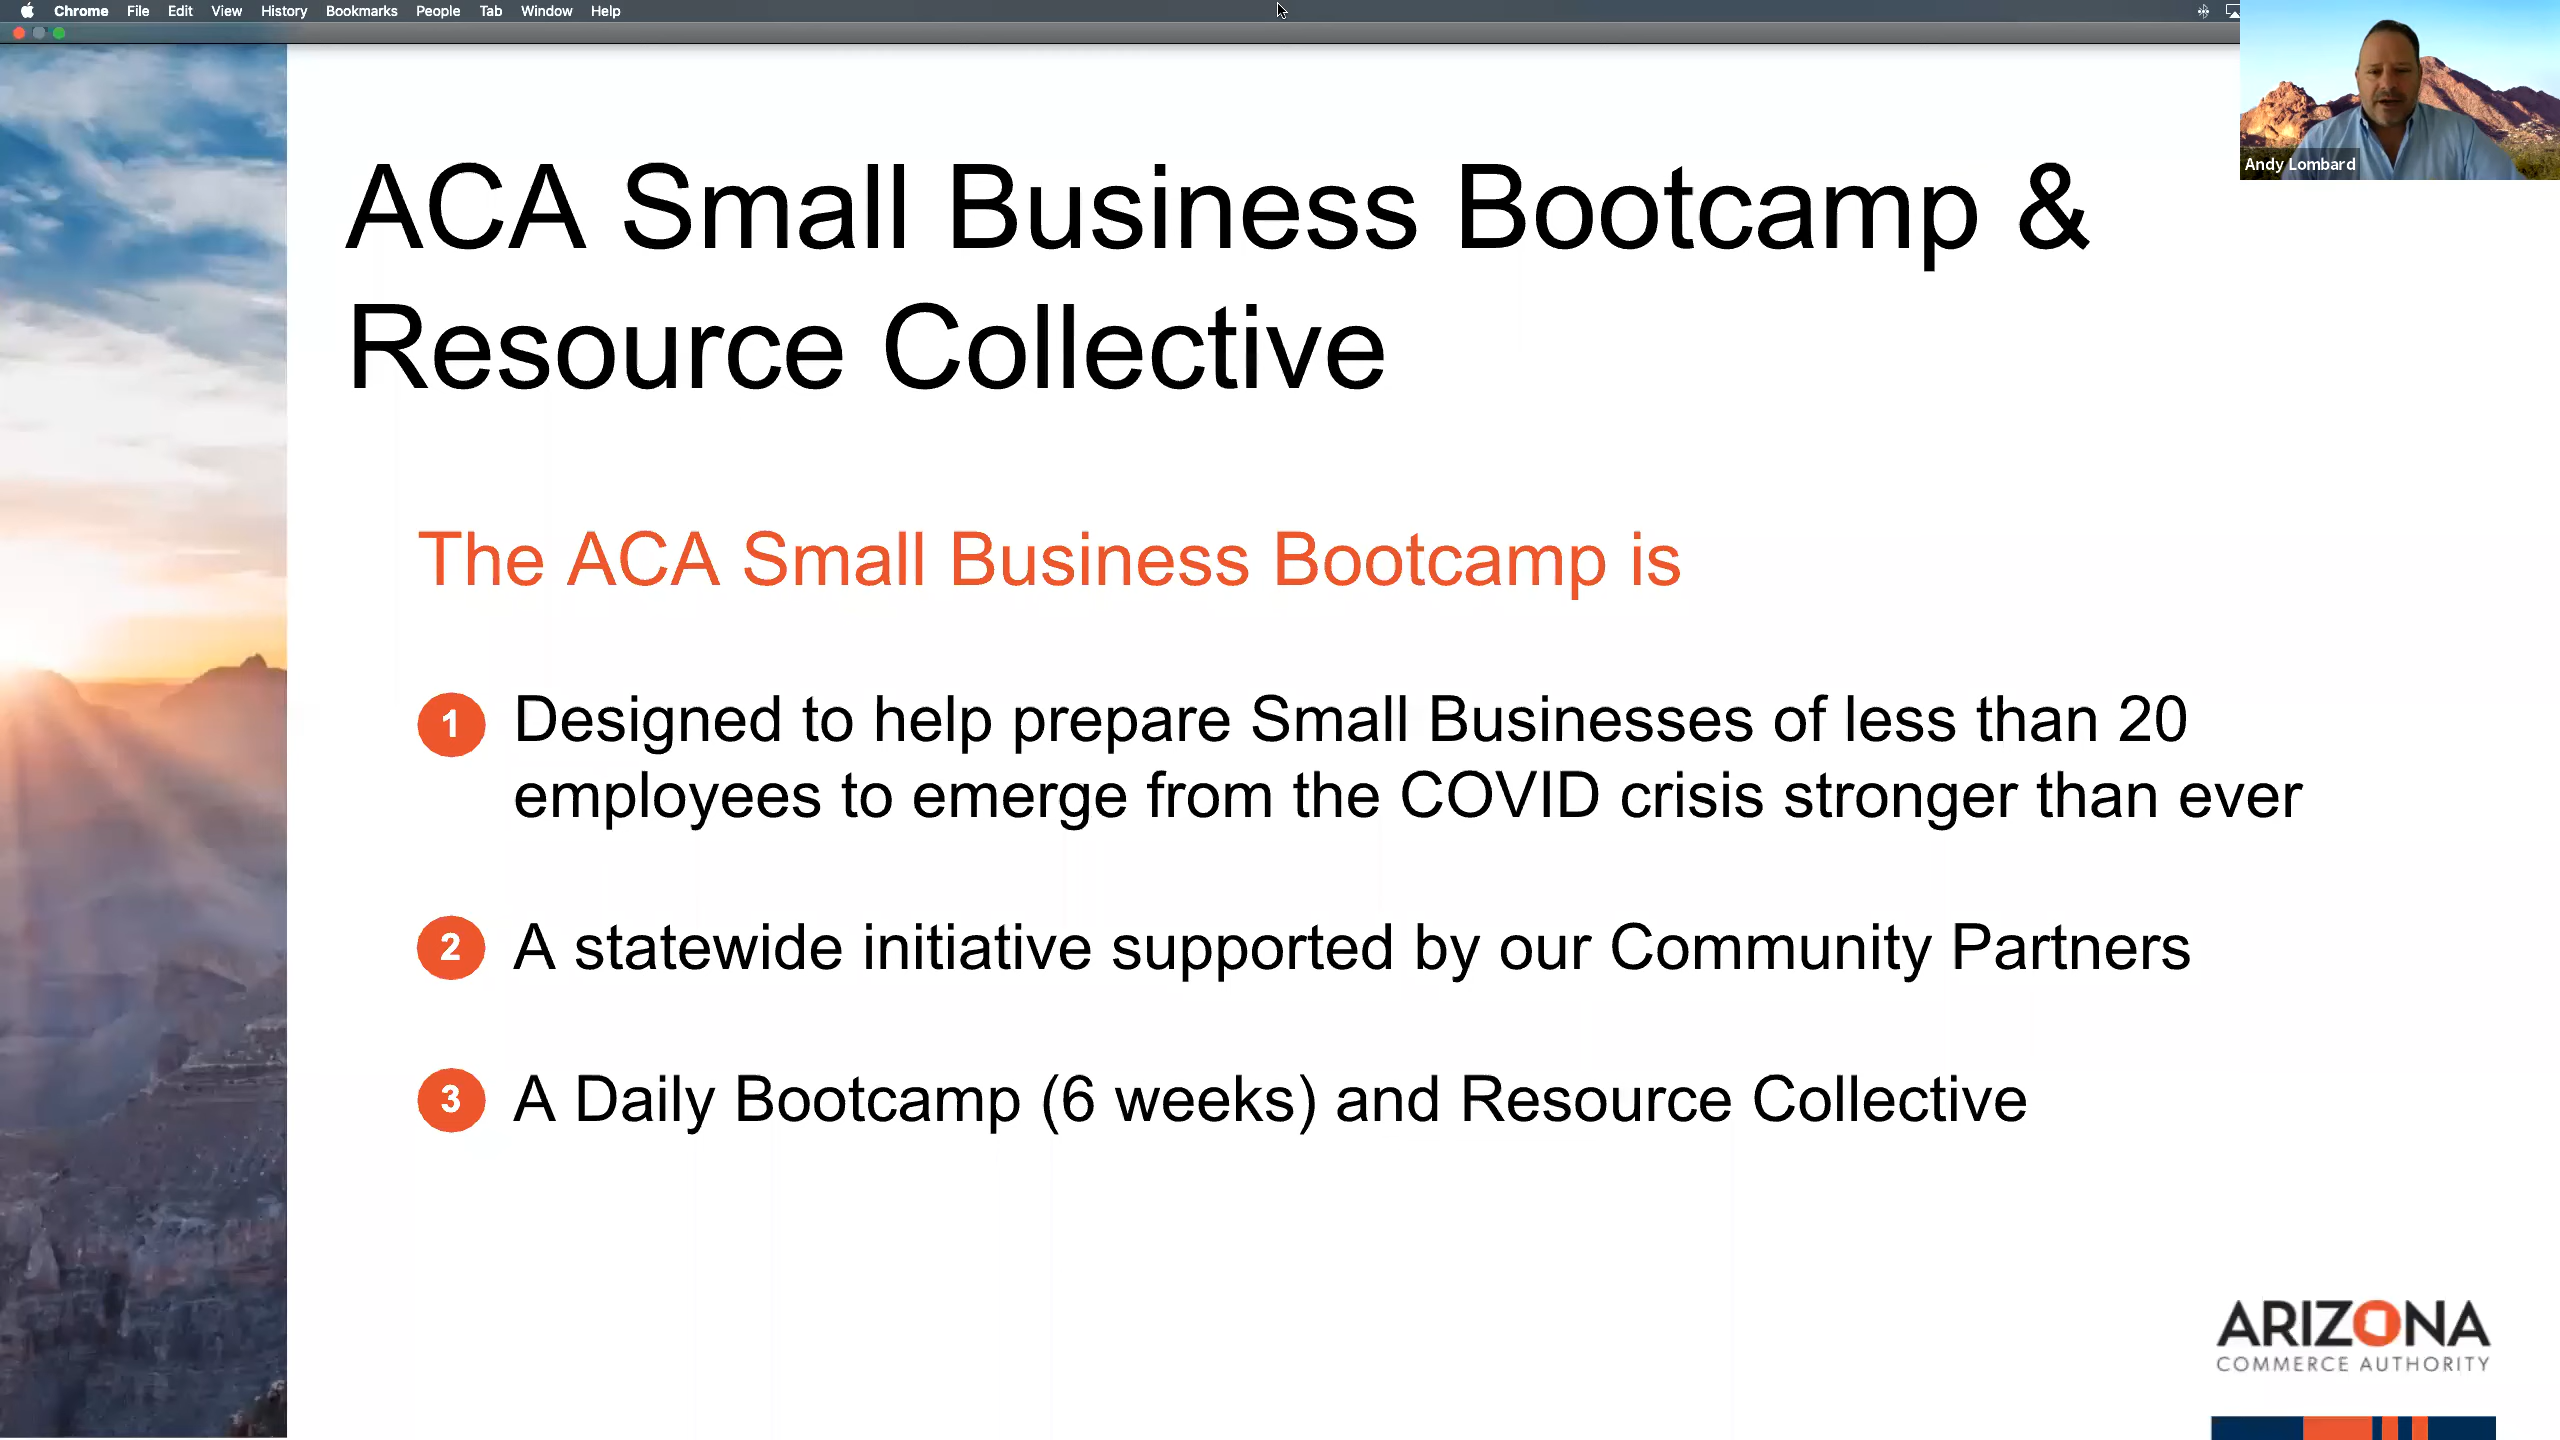 Chrome File Edit View History Bookmarks People Tab Window Help
Andy Lombard
ACA Small Business Bootcamp &
Resource Collective
The ACA Small Business Bootcamp is
1 Designed to help prepare Small Businesses of less than 20
employees to emerge from the COVID crisis stronger than ever
2 A statewide initiative supported by our Community Partners
3 A Daily Bootcamp (6 weeks) and Resource Collective
ARIZONA
COMMERCE AUTHORITY